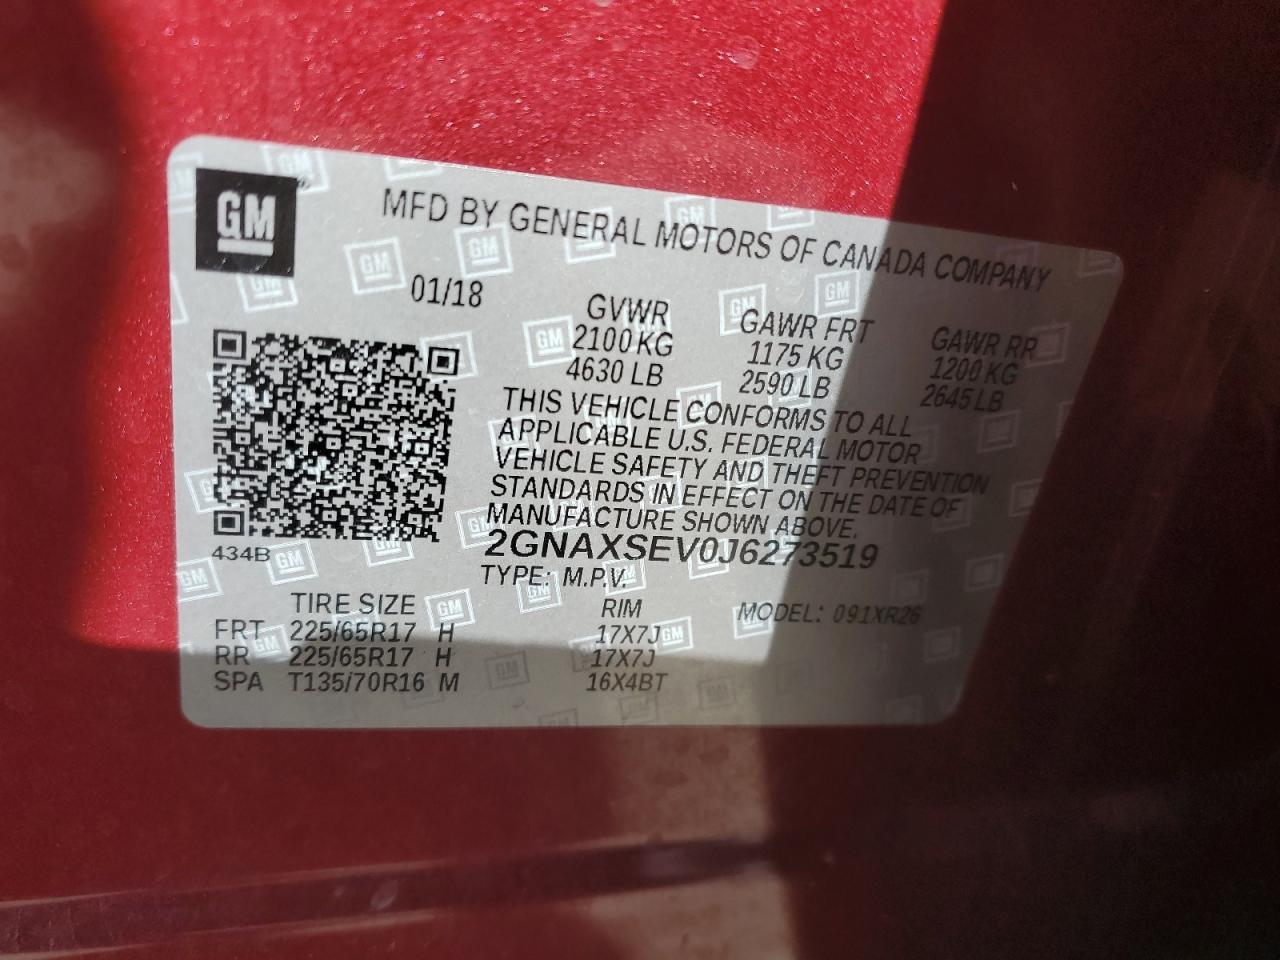 GM
MFD BY GENERAL MOTORS OF CANADA COMPANY
01/18
GVWR GAWR FRT GAWR RR
2100 KG 1175 KG 1200 KG
4630 LB 2590 LB 2645 LB
THIS VEHICLE CONFORMS TO ALL
APPLICABLE U.S. FEDERAL MOTOR
VEHICLE SAFETY AND THEFT PREVENTION
STANDARDS IN EFFECT ON THE DATE OF
MANUFACTURE SHOWN ABOVE.
2GNAXSEV0J6273519
434B
TYPE: M.P.V.
TIRE SIZE RIM MODEL: 091XR26
FRT 225/65R17 H 17X7J
RR 225/65R17 H 17X7J
SPA T135/70R16 M 16X4BT